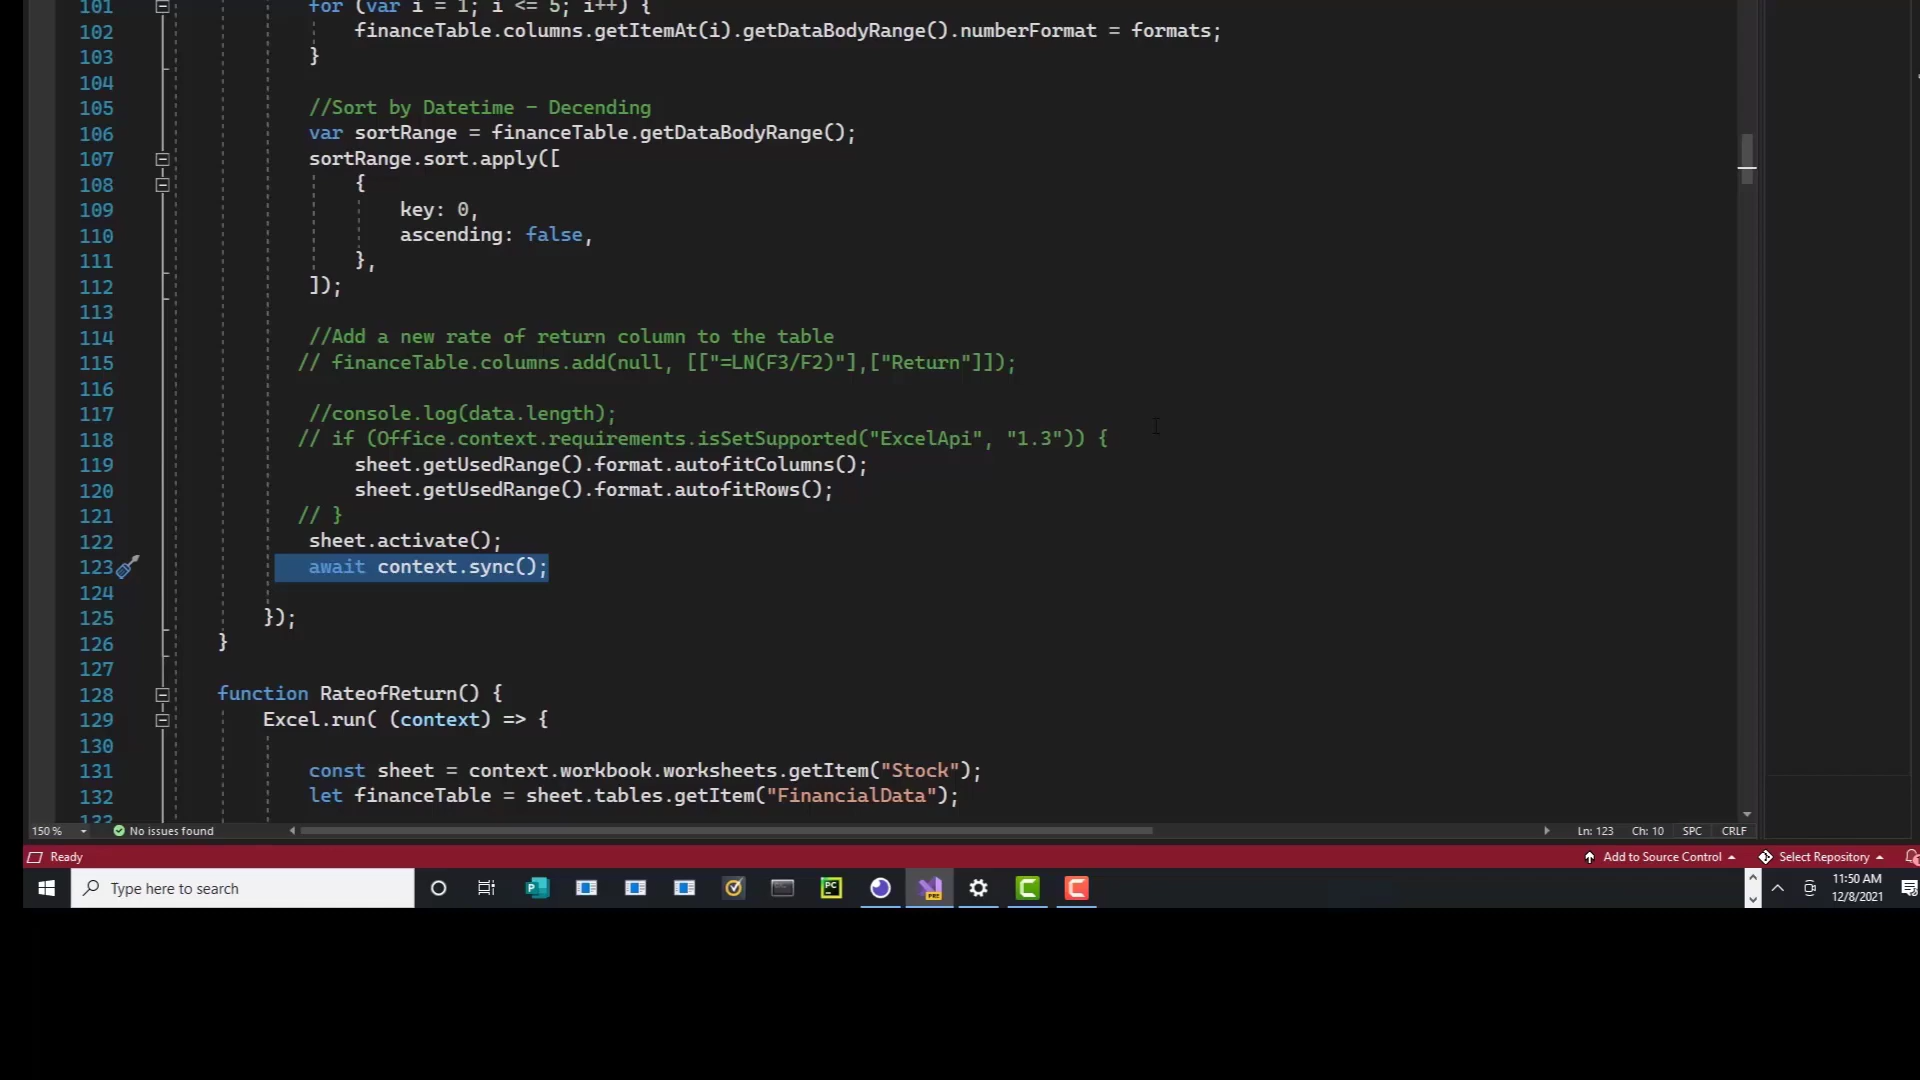 101 for (var i = 1; i <= 5; i++) {
102 financeTable.columns.getItemAt(i).getDataBodyRange().numberFormat = formats;
103 }
104
105 //Sort by Datetime - Decending
106 var sortRange = financeTable.getDataBodyRange();
107 sortRange.sort.apply([
108 {
109 key: 0,
110 ascending: false,
111 },
112 ]);
113
114 //Add a new rate of return column to the table
115 // financeTable.columns.add(null, [["=LN(F3/F2)"],["Return"]]);
116
117 //console.log(data.length);
118 // if (Office.context.requirements.isSetSupported("ExcelApi", "1.3")) {
119 sheet.getUsedRange().format.autofitColumns();
120 sheet.getUsedRange().format.autofitRows();
121 // }
122 sheet.activate();
123 await context.sync();
124
125 });
126 }
127
128 function RateofReturn() {
129 Excel.run( (context) => {
130
131 const sheet = context.workbook.worksheets.getItem("Stock");
132 let financeTable = sheet.tables.getItem("FinancialData");
133
150 % No issues found Ln: 123 Ch: 10 SPC CRLF
Ready Add to Source Control Select Repository
Type here to search 11:50 AM
12/8/2021